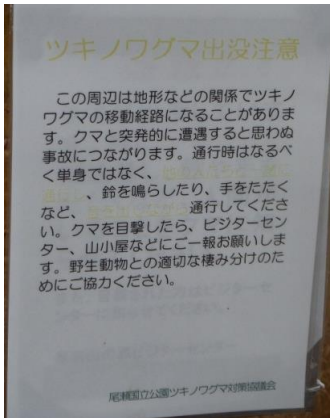 ツキノワグマ出没注意
この周辺は地形などの関係でツキノ
ワグマの移動経路になることがありま
す。クマと突発的に遭遇すると思わぬ
事故につながります。通行時はなるべ
く単身ではなく、
、鈴を鳴らしたり、手をたたく
など、 通行してくださ
い。クマを目撃したら、ビジターセン
ター、山小屋などにご一報お願いしま
す。野生動物との適切な棲み分けのた
めにご協力ください。
尾瀬国立公園ツキノワグマ対策協議会